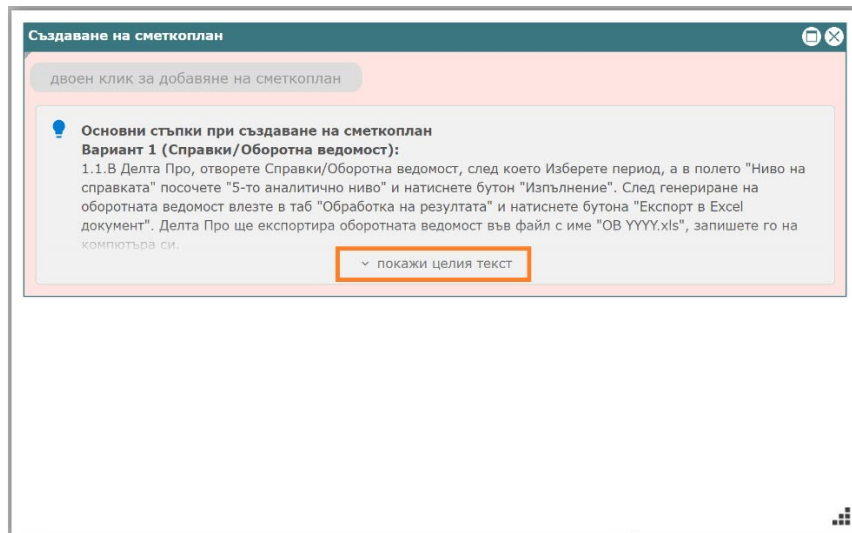 Създаване на сметкоплан
двоен клик за добавяне на сметкоплан
Основни стъпки при създаване на сметкоплан
Вариант 1 (Справки/Оборотна ведомост):
1.1.В Делта Про, отворете Справки/Оборотна ведомост, след което Изберете период, а в полето "Ниво на
справката" посочете "5-то аналитично ниво" и натиснете бутон "Изпълнение". След генериране на
оборотната ведомост влезте в таб "Обработка на резултата" и натиснете бутона "Експорт в Excel
документ". Делта Про ще експортира оборотната ведомост във файл с име "ОВ YYYY.xls", запишете го на
компютъра си.
покажи целия текст